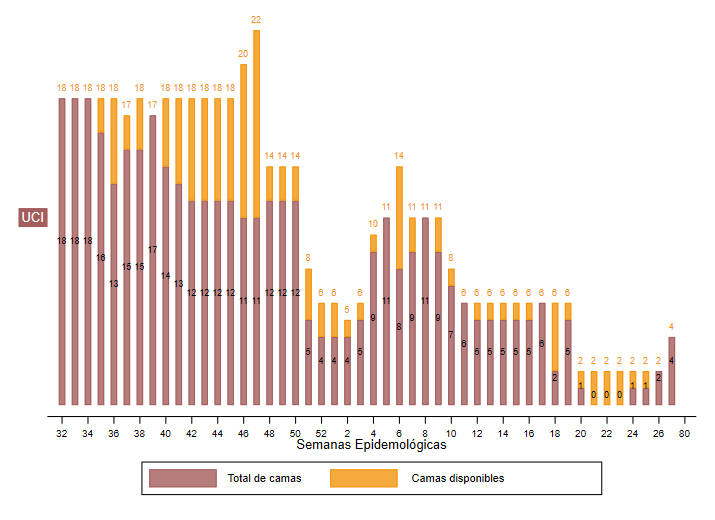 18 18 18 18 18 17 18 17 18 18 18 18 18 18 20 22 14 14 14 8 6 6 5 6 10 11 14 11 11 11 8 6 6 6 6 6 6 6 6 6 2 2 2 2 2 2 2 4
UCI
18 18 18 16 13 15 15 17 14 13 12 12 12 12 11 11 12 12 12 5 4 4 4 5 9 11 8 9 11 9 7 6 5 5 5 5 5 6 2 5 1 0 0 0 1 1 2 4
32 34 36 38 40 42 44 46 48 50 52 2 4 6 8 10 12 14 16 18 20 22 24 26 80
Semanas Epidemológicas
Total de camas Camas disponibles